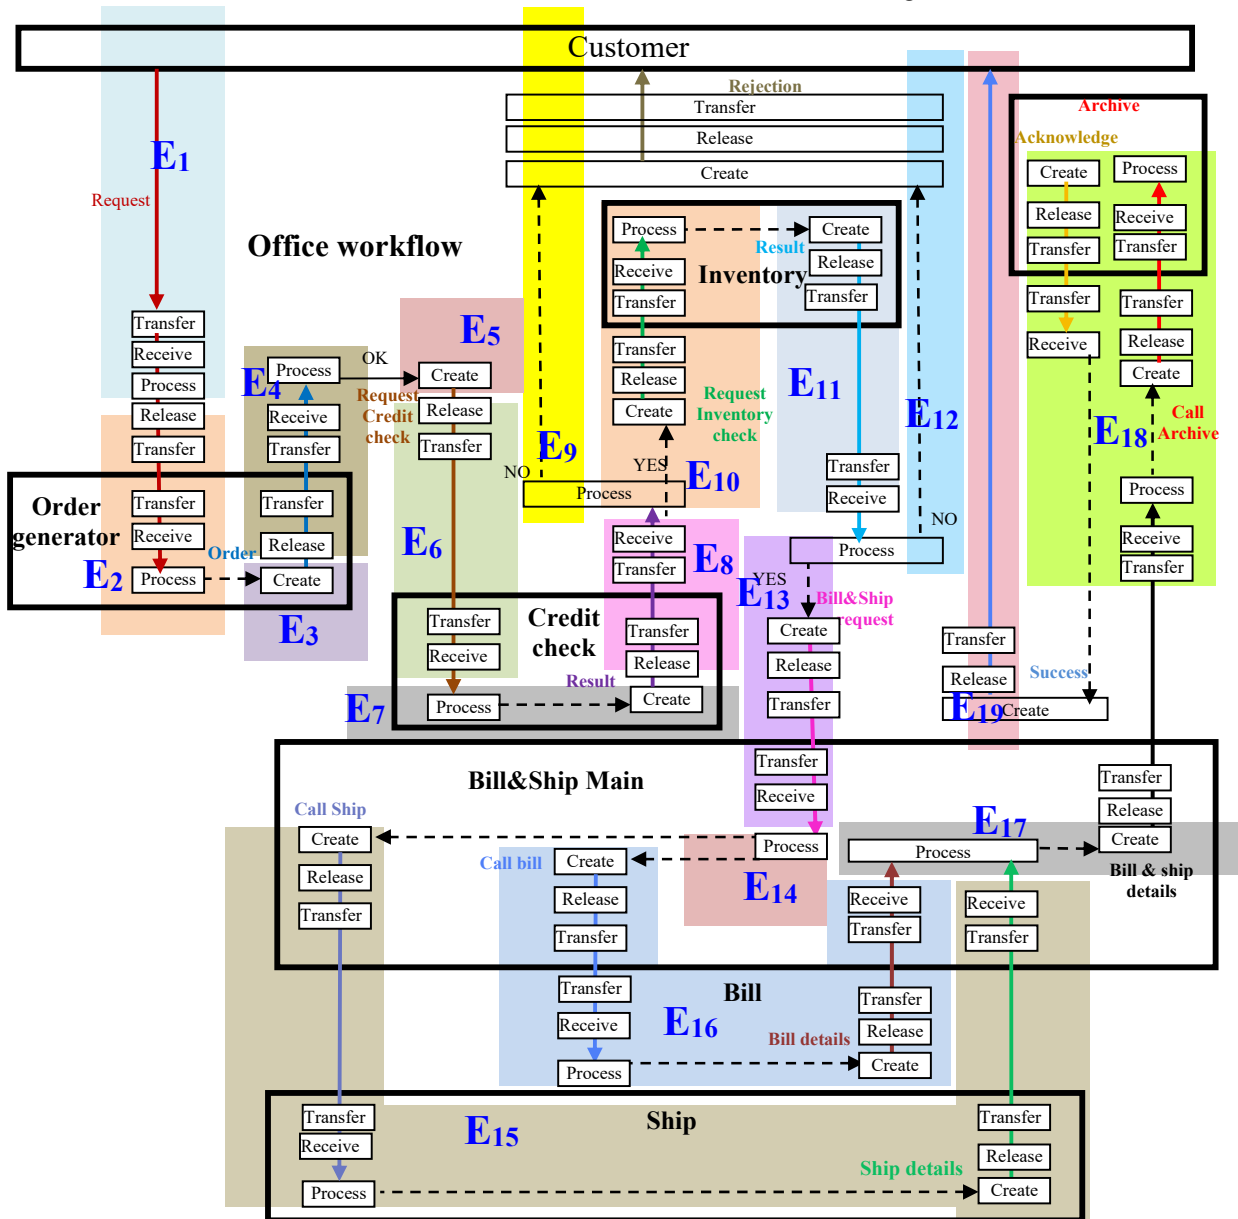 Customer
Rejection
Transfer
Release
Create
Archive
Acknowledge
Create
Release
Transfer
Transfer
Receive
Process
Receive
Transfer
Transfer
Release
Create
E1
Request
Office workflow
Transfer
Receive
Process
Release
Transfer
Order
generator
Transfer
Receive
Process
E2
Order
E4
Process
Receive
Transfer
Transfer
Release
Create
E3
OK
E5
Create
Request
Credit
check
Release
Transfer
E6
NO
E9
Process
YES
E10
Process
Receive
Transfer
Inventory
Result
Create
Release
Transfer
Transfer
Release
Create
Request
Inventory
check
E11
E12
Transfer
Receive
NO
Process
E18
Call
Archive
Process
Receive
Transfer
Receive
Transfer
E8
Credit
check
Transfer
Receive
Process
E7
Result
Transfer
Release
Create
YES
E13
Bill&Ship
request
Create
Release
Transfer
Transfer
Release
Create
E19
Success
Bill&Ship Main
Transfer
Receive
Process
E14
Call Ship
Create
Release
Transfer
Call bill
Create
Release
Transfer
E17
Process
Receive
Transfer
Receive
Transfer
Transfer
Release
Create
Bill & ship
details
Bill
Transfer
Receive
Process
E16
Bill details
Transfer
Release
Create
Ship
Transfer
Receive
Process
E15
Ship details
Transfer
Release
Create